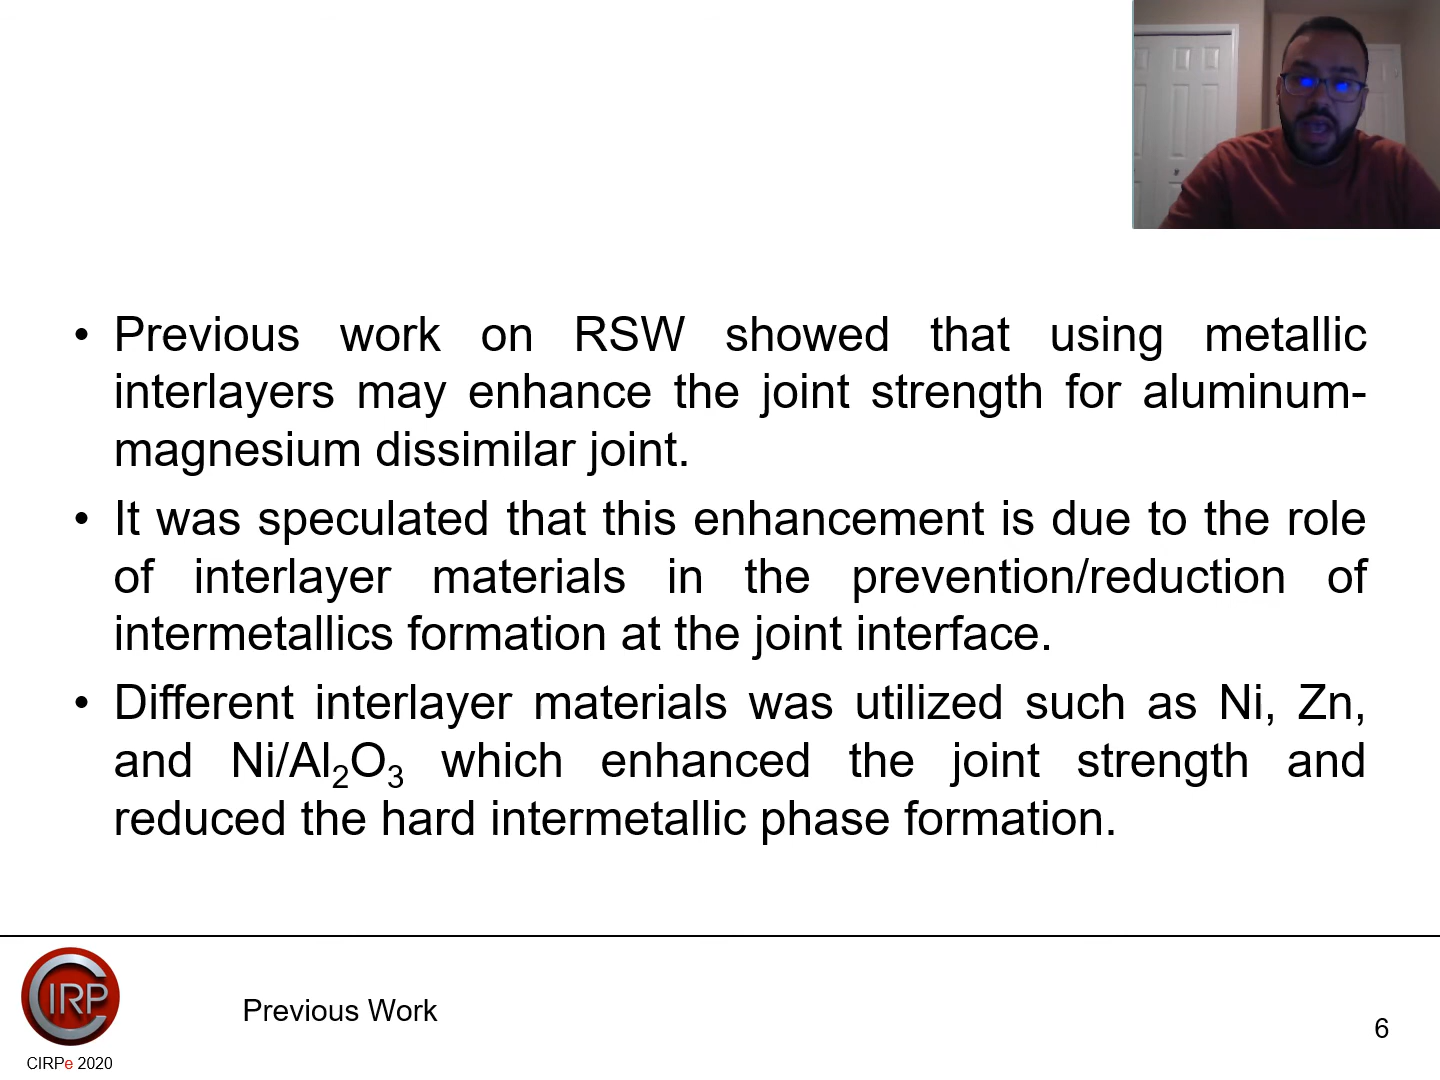 • Previous work on RSW showed that using metallic
interlayers may enhance the joint strength for aluminum-
magnesium dissimilar joint.
• It was speculated that this enhancement is due to the role
of interlayer materials in the prevention/reduction of
intermetallics formation at the joint interface.
• Different interlayer materials was utilized such as Ni, Zn,
and Ni/Al₂O₃ which enhanced the joint strength and
reduced the hard intermetallic phase formation.
CIRP
CIRPe 2020
Previous Work
6